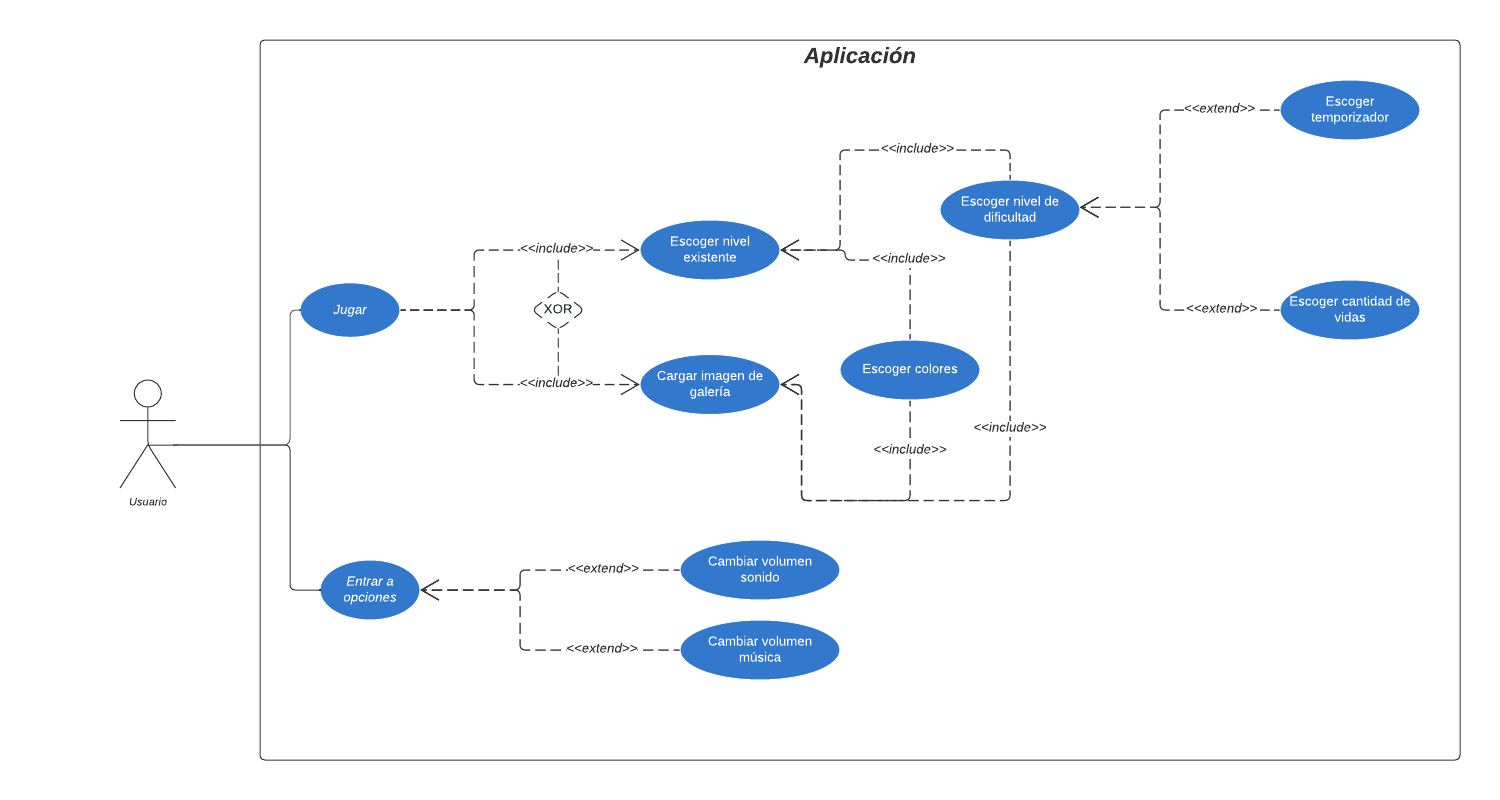 Aplicación
Escoger
temporizador
<<extend>>
<<include>>
Escoger nivel de
dificultad
Escoger nivel
existente
<<include>>
<<include>>
Escoger cantidad de
vidas
<<extend>>
Jugar
XOR
Escoger colores
Cargar imagen de
galería
<<include>>
<<include>>
<<include>>
Usuario
Cambiar volumen
sonido
<<extend>>
Entrar a
opciones
Cambiar volumen
música
<<extend>>